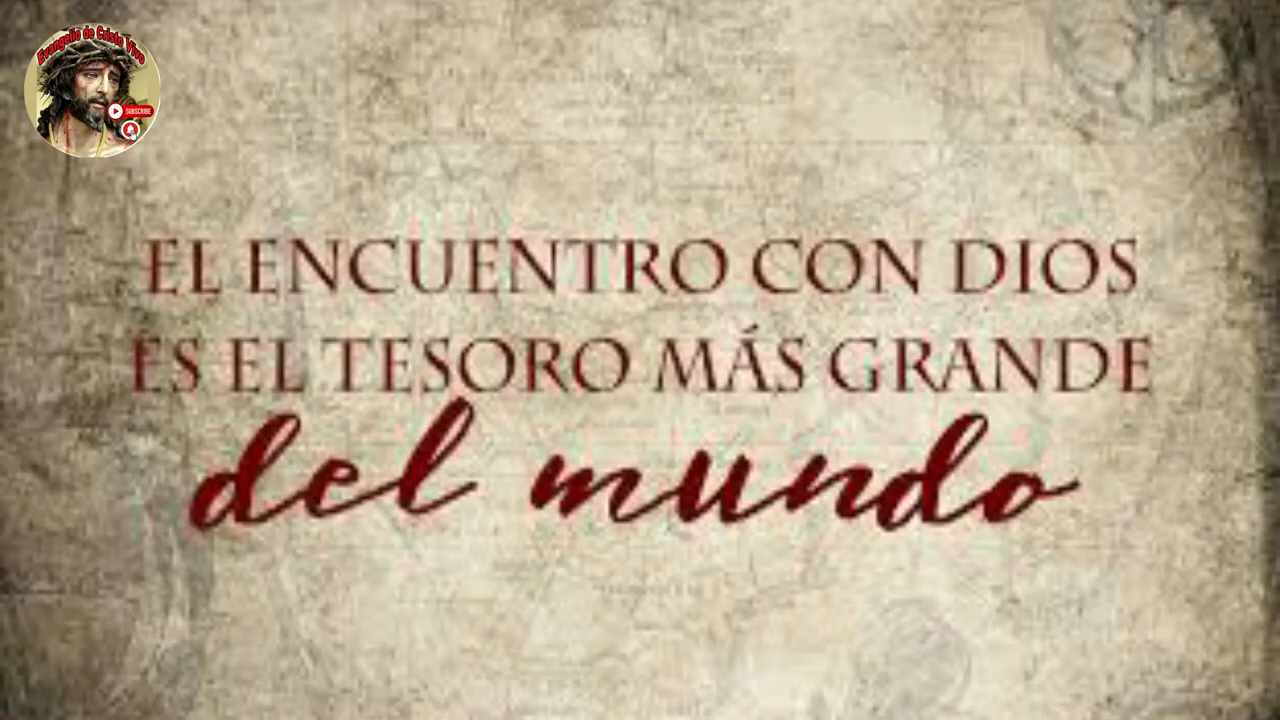 Evangelio de Cristo Vivo
SUBSCRIBE
EL ENCUENTRO CON DIOS
ES EL TESORO MÁS GRANDE
del mundo